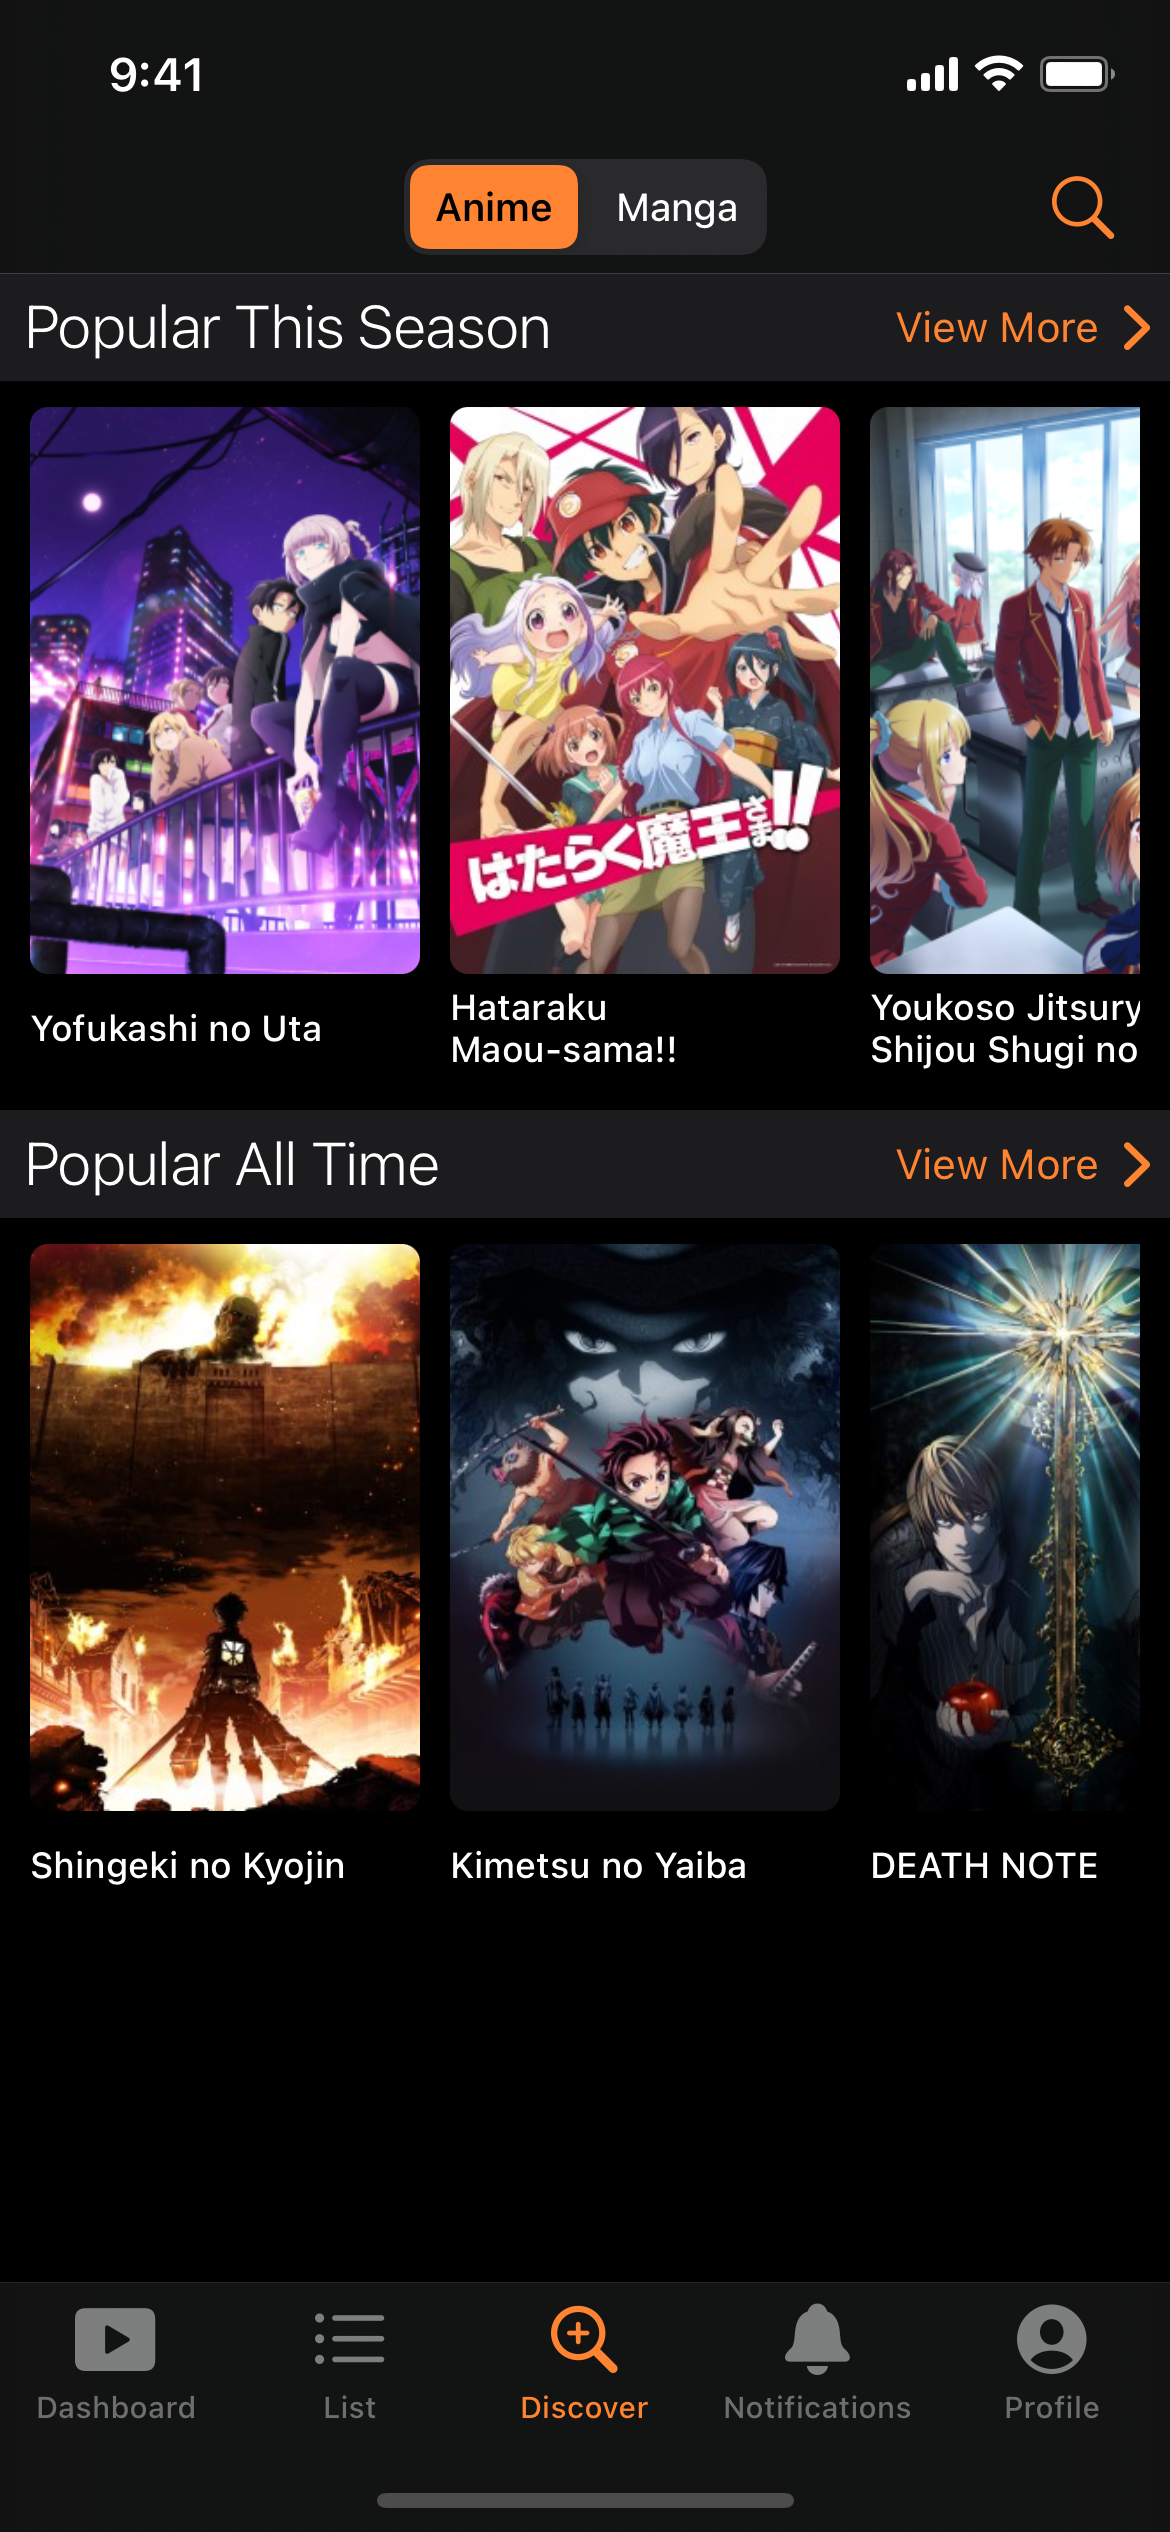 9:41
Anime
Manga
Popular This Season
View More
はたらく魔王さま!!
Yofukashi no Uta
Hataraku
Maou-sama!!
Youkoso Jitsury
Shijou Shugi no
Popular All Time
View More
Shingeki no Kyojin
Kimetsu no Yaiba
DEATH NOTE
Dashboard
List
Discover
Notifications
Profile